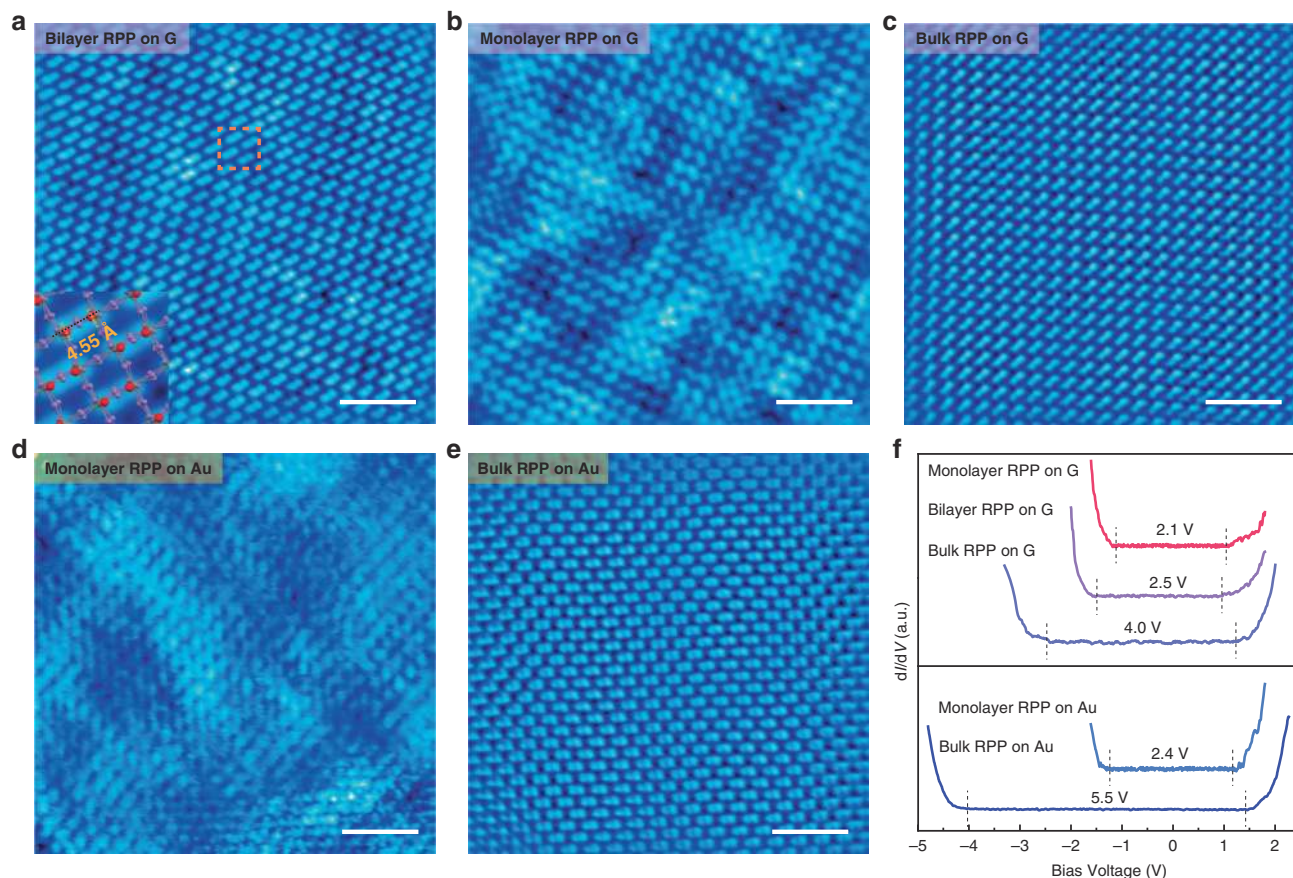 a
Bilayer RPP on G
4.55 Å
b
Monolayer RPP on G
c
Bulk RPP on G
d
Monolayer RPP on Au
e
Bulk RPP on Au
f
Monolayer RPP on G
2.1 V
Bilayer RPP on G
2.5 V
Bulk RPP on G
4.0 V
Monolayer RPP on Au
2.4 V
Bulk RPP on Au
5.5 V
dI/dV (a.u.)
–5 –4 –3 –2 –1 0 1 2
Bias Voltage (V)